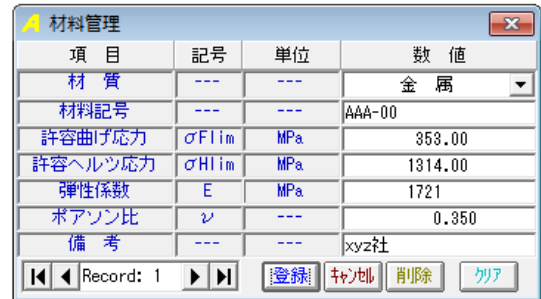 材料管理
項 目 記号 単位 数 値
材 質 --- --- 金 属
材料記号 --- --- AAA-00
許容曲げ応力 σFlim MPa 353.00
許容ヘルツ応力 σHlim MPa 1314.00
弾性係数 E MPa 1721
ポアソン比 ν --- 0.350
備 考 --- --- xyz社
Record: 1 登録 キャンセル 削除 クリア